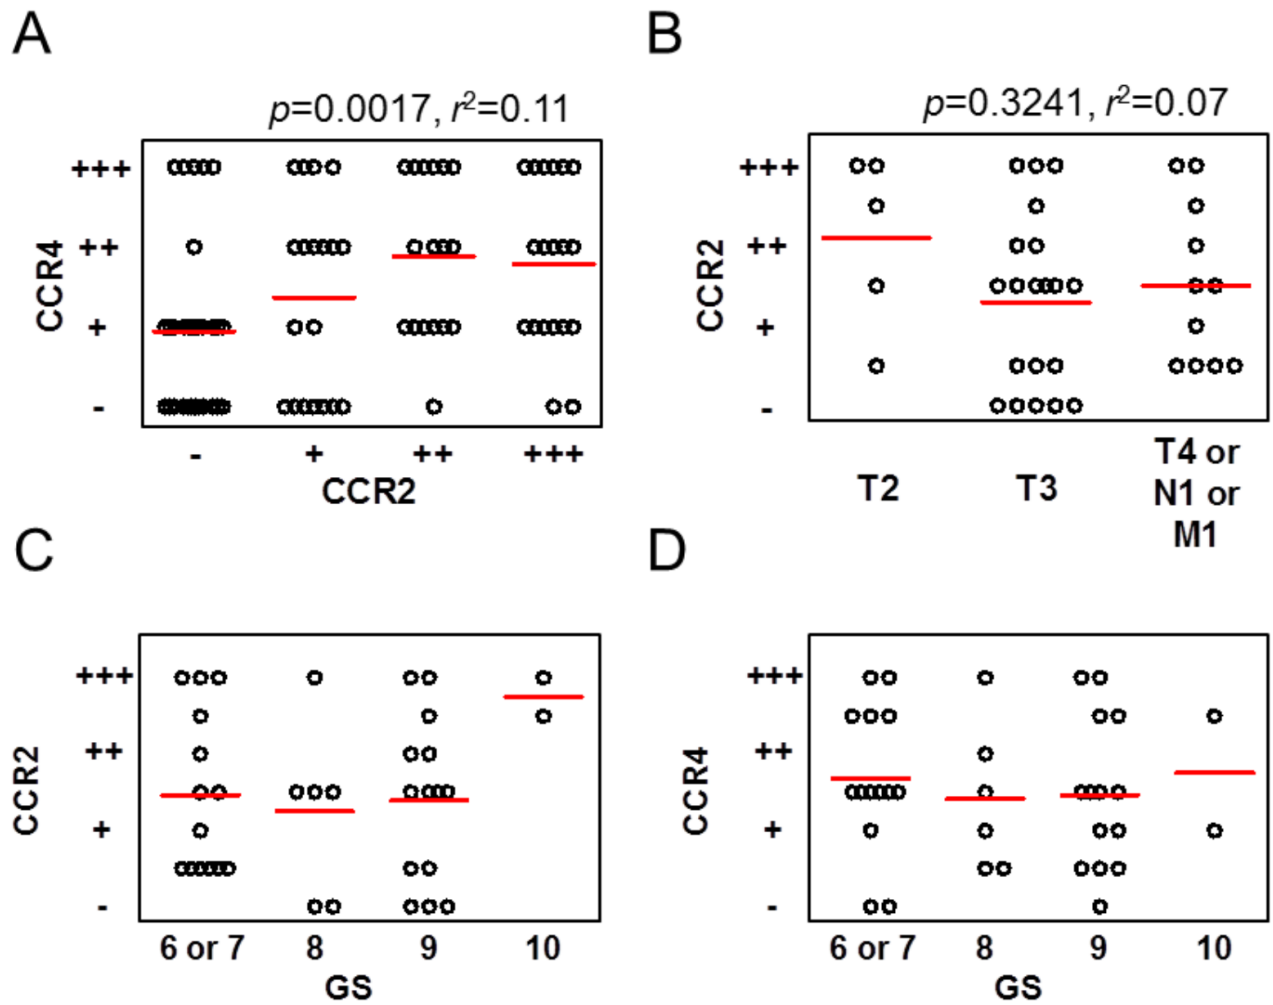 A
p=0.0017, r²=0.11
+++
++
+
-
CCR4
- + ++ +++
CCR2
B
p=0.3241, r²=0.07
+++
++
+
-
CCR2
T2 T3 T4 or
N1 or
M1
C
+++
++
+
-
CCR2
6 or 7 8 9 10
GS
D
+++
++
+
-
CCR4
6 or 7 8 9 10
GS